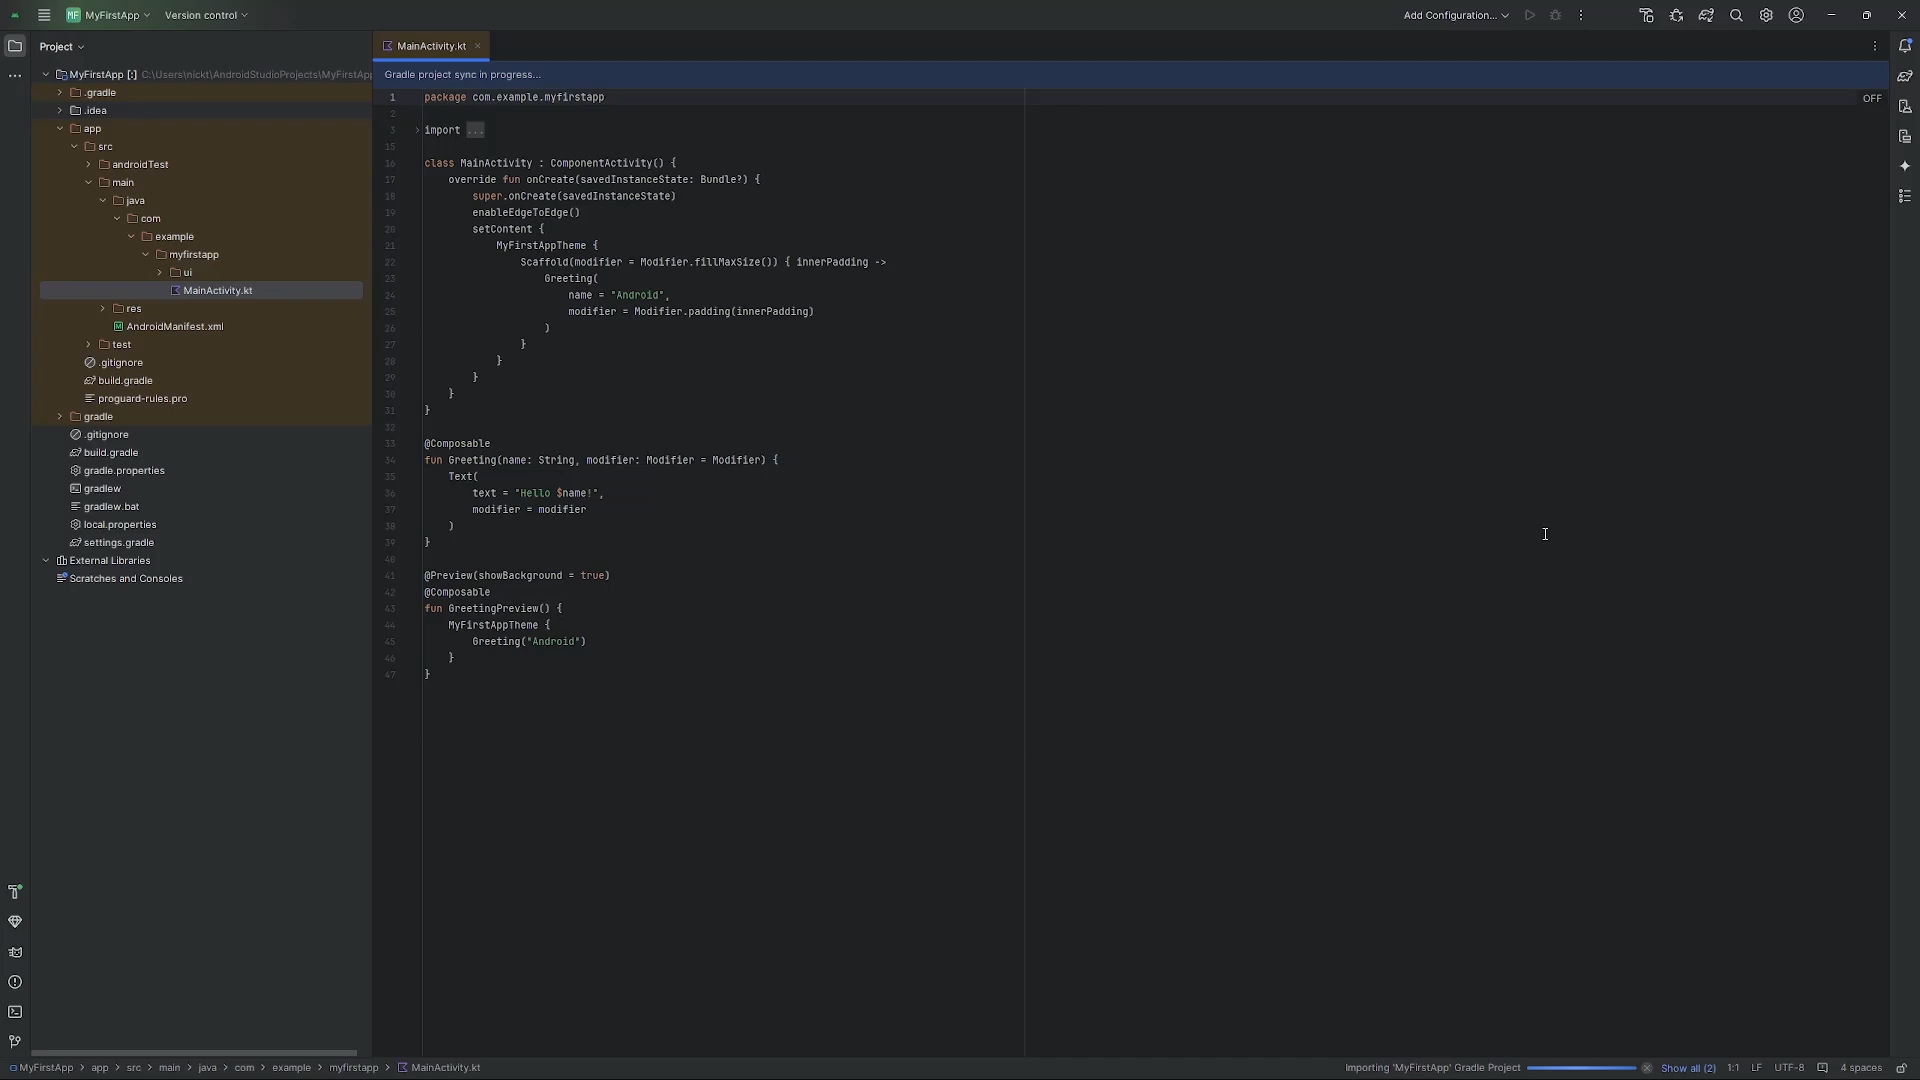 MF MyFirstApp Version control Add Configuration...
Project
MainActivity.kt
MyFirstApp [:] C:\Users\nickt\AndroidStudioProjects\MyFirstApp
.gradle
.idea
app
src
androidTest
main
java
com
example
myfirstapp
ui
MainActivity.kt
res
AndroidManifest.xml
test
.gitignore
build.gradle
proguard-rules.pro
gradle
.gitignore
build.gradle
gradle.properties
gradlew
gradlew.bat
local.properties
settings.gradle
External Libraries
Scratches and Consoles
Gradle project sync in progress...
OFF
1 package com.example.myfirstapp
2
3 import ...
15
16 class MainActivity : ComponentActivity() {
17 override fun onCreate(savedInstanceState: Bundle?) {
18 super.onCreate(savedInstanceState)
19 enableEdgeToEdge()
20 setContent {
21 MyFirstAppTheme {
22 Scaffold(modifier = Modifier.fillMaxSize()) { innerPadding ->
23 Greeting(
24 name = "Android",
25 modifier = Modifier.padding(innerPadding)
26 )
27 }
28 }
29 }
30 }
31 }
32
33 @Composable
34 fun Greeting(name: String, modifier: Modifier = Modifier) {
35 Text(
36 text = "Hello $name!",
37 modifier = modifier
38 )
39 }
40
41 @Preview(showBackground = true)
42 @Composable
43 fun GreetingPreview() {
44 MyFirstAppTheme {
45 Greeting("Android")
46 }
47 }
MyFirstApp > app > src > main > java > com > example > myfirstapp > MainActivity.kt Importing 'MyFirstApp' Gradle Project Show all (2) 1:1 LF UTF-8 4 spaces